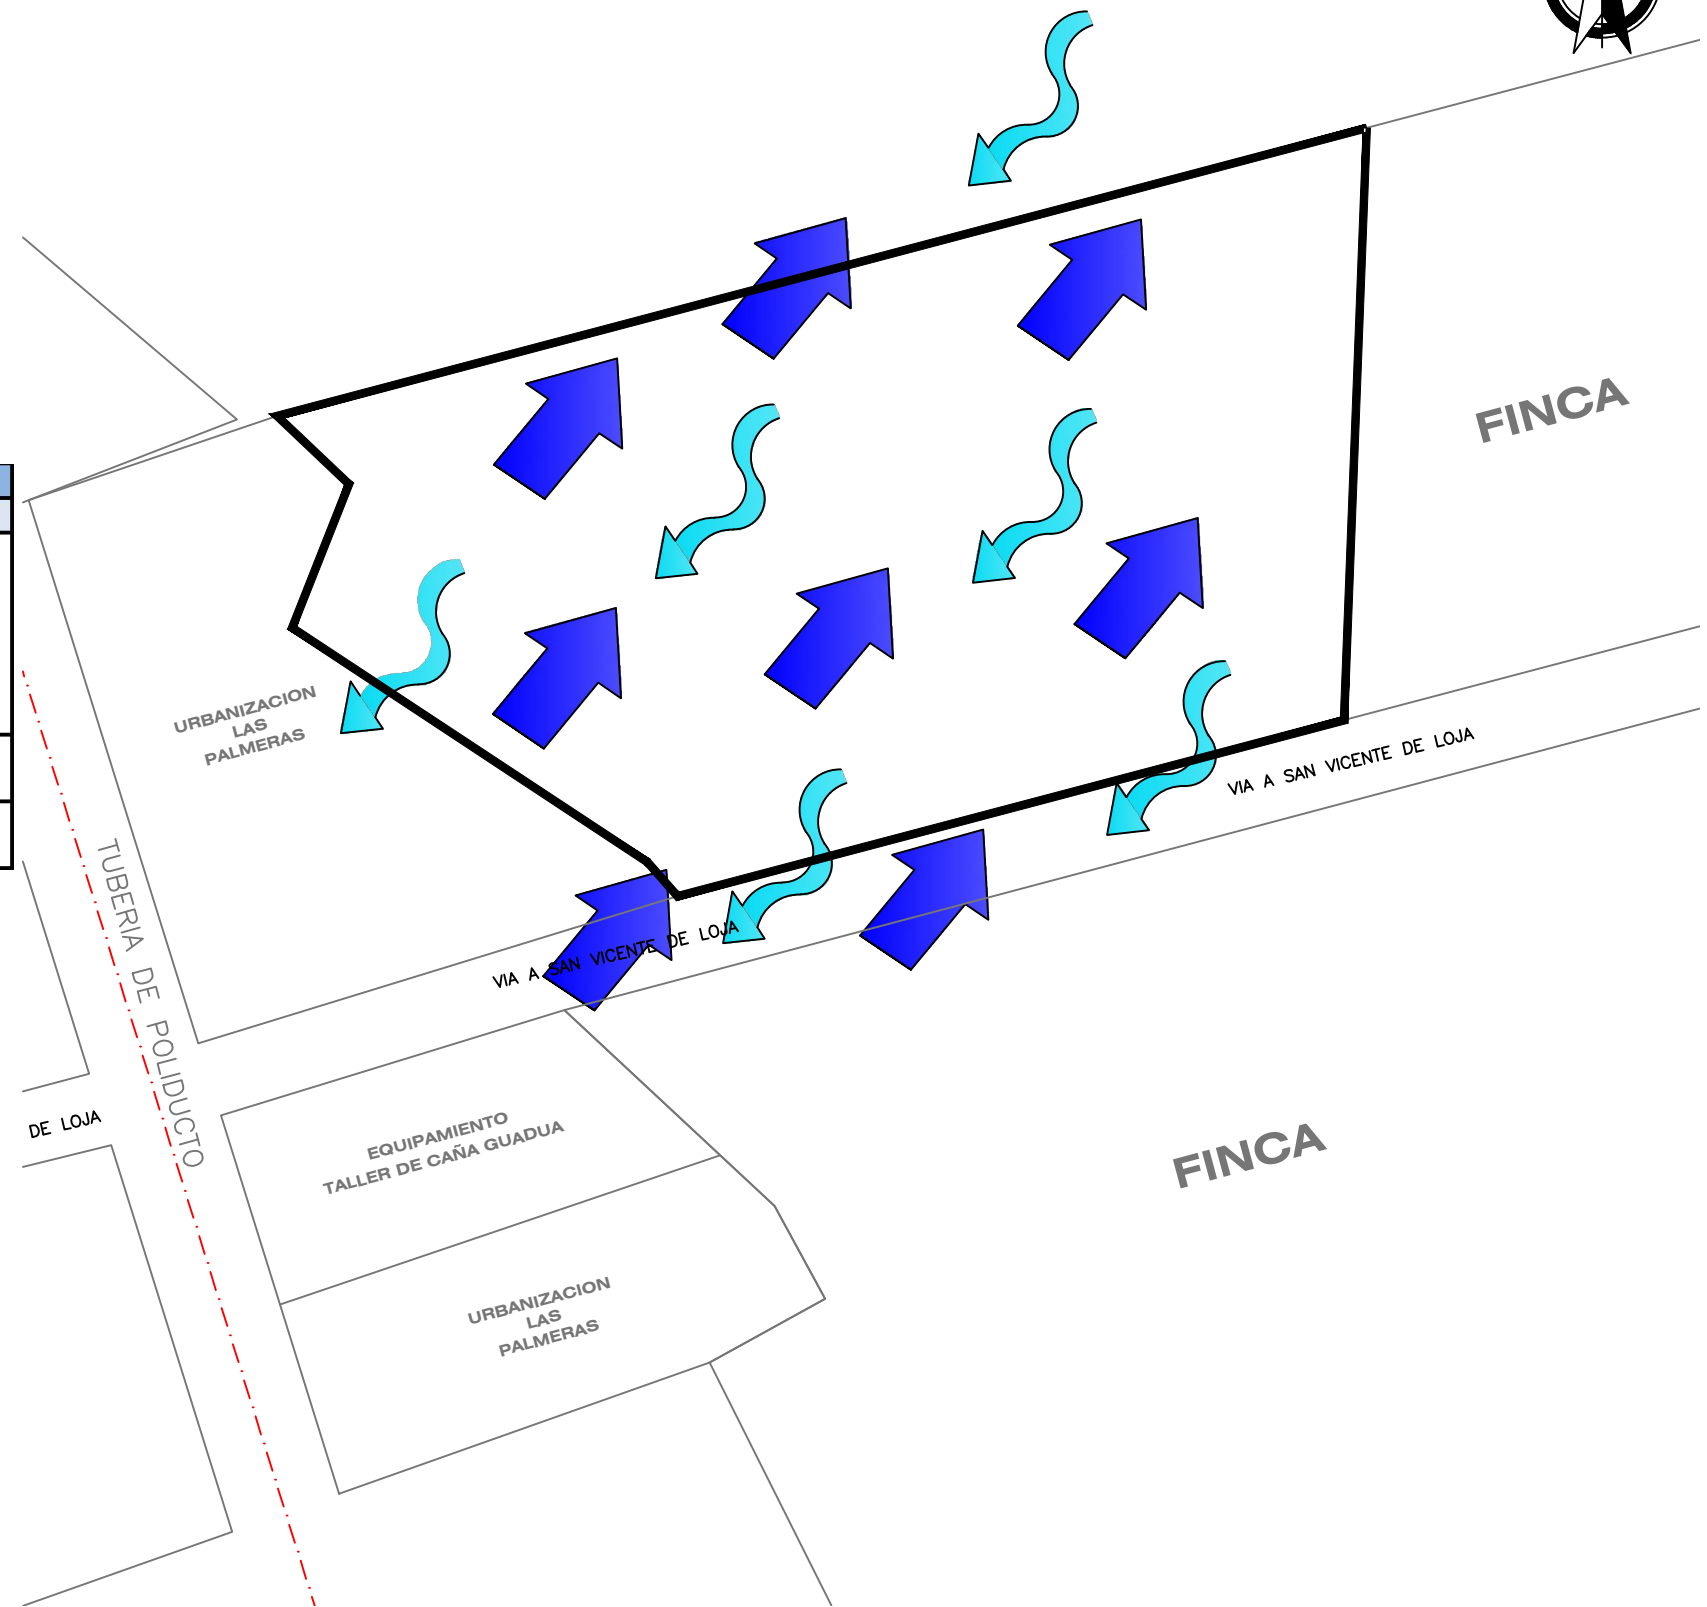 FINCA
URBANIZACION
LAS
PALMERAS
VIA A SAN VICENTE DE LOJA
VIA A SAN VICENTE DE LOJA
TUBERIA DE POLIDUCTO
DE LOJA
EQUIPAMIENTO
TALLER DE CAÑA GUADUA
FINCA
URBANIZACION
LAS
PALMERAS